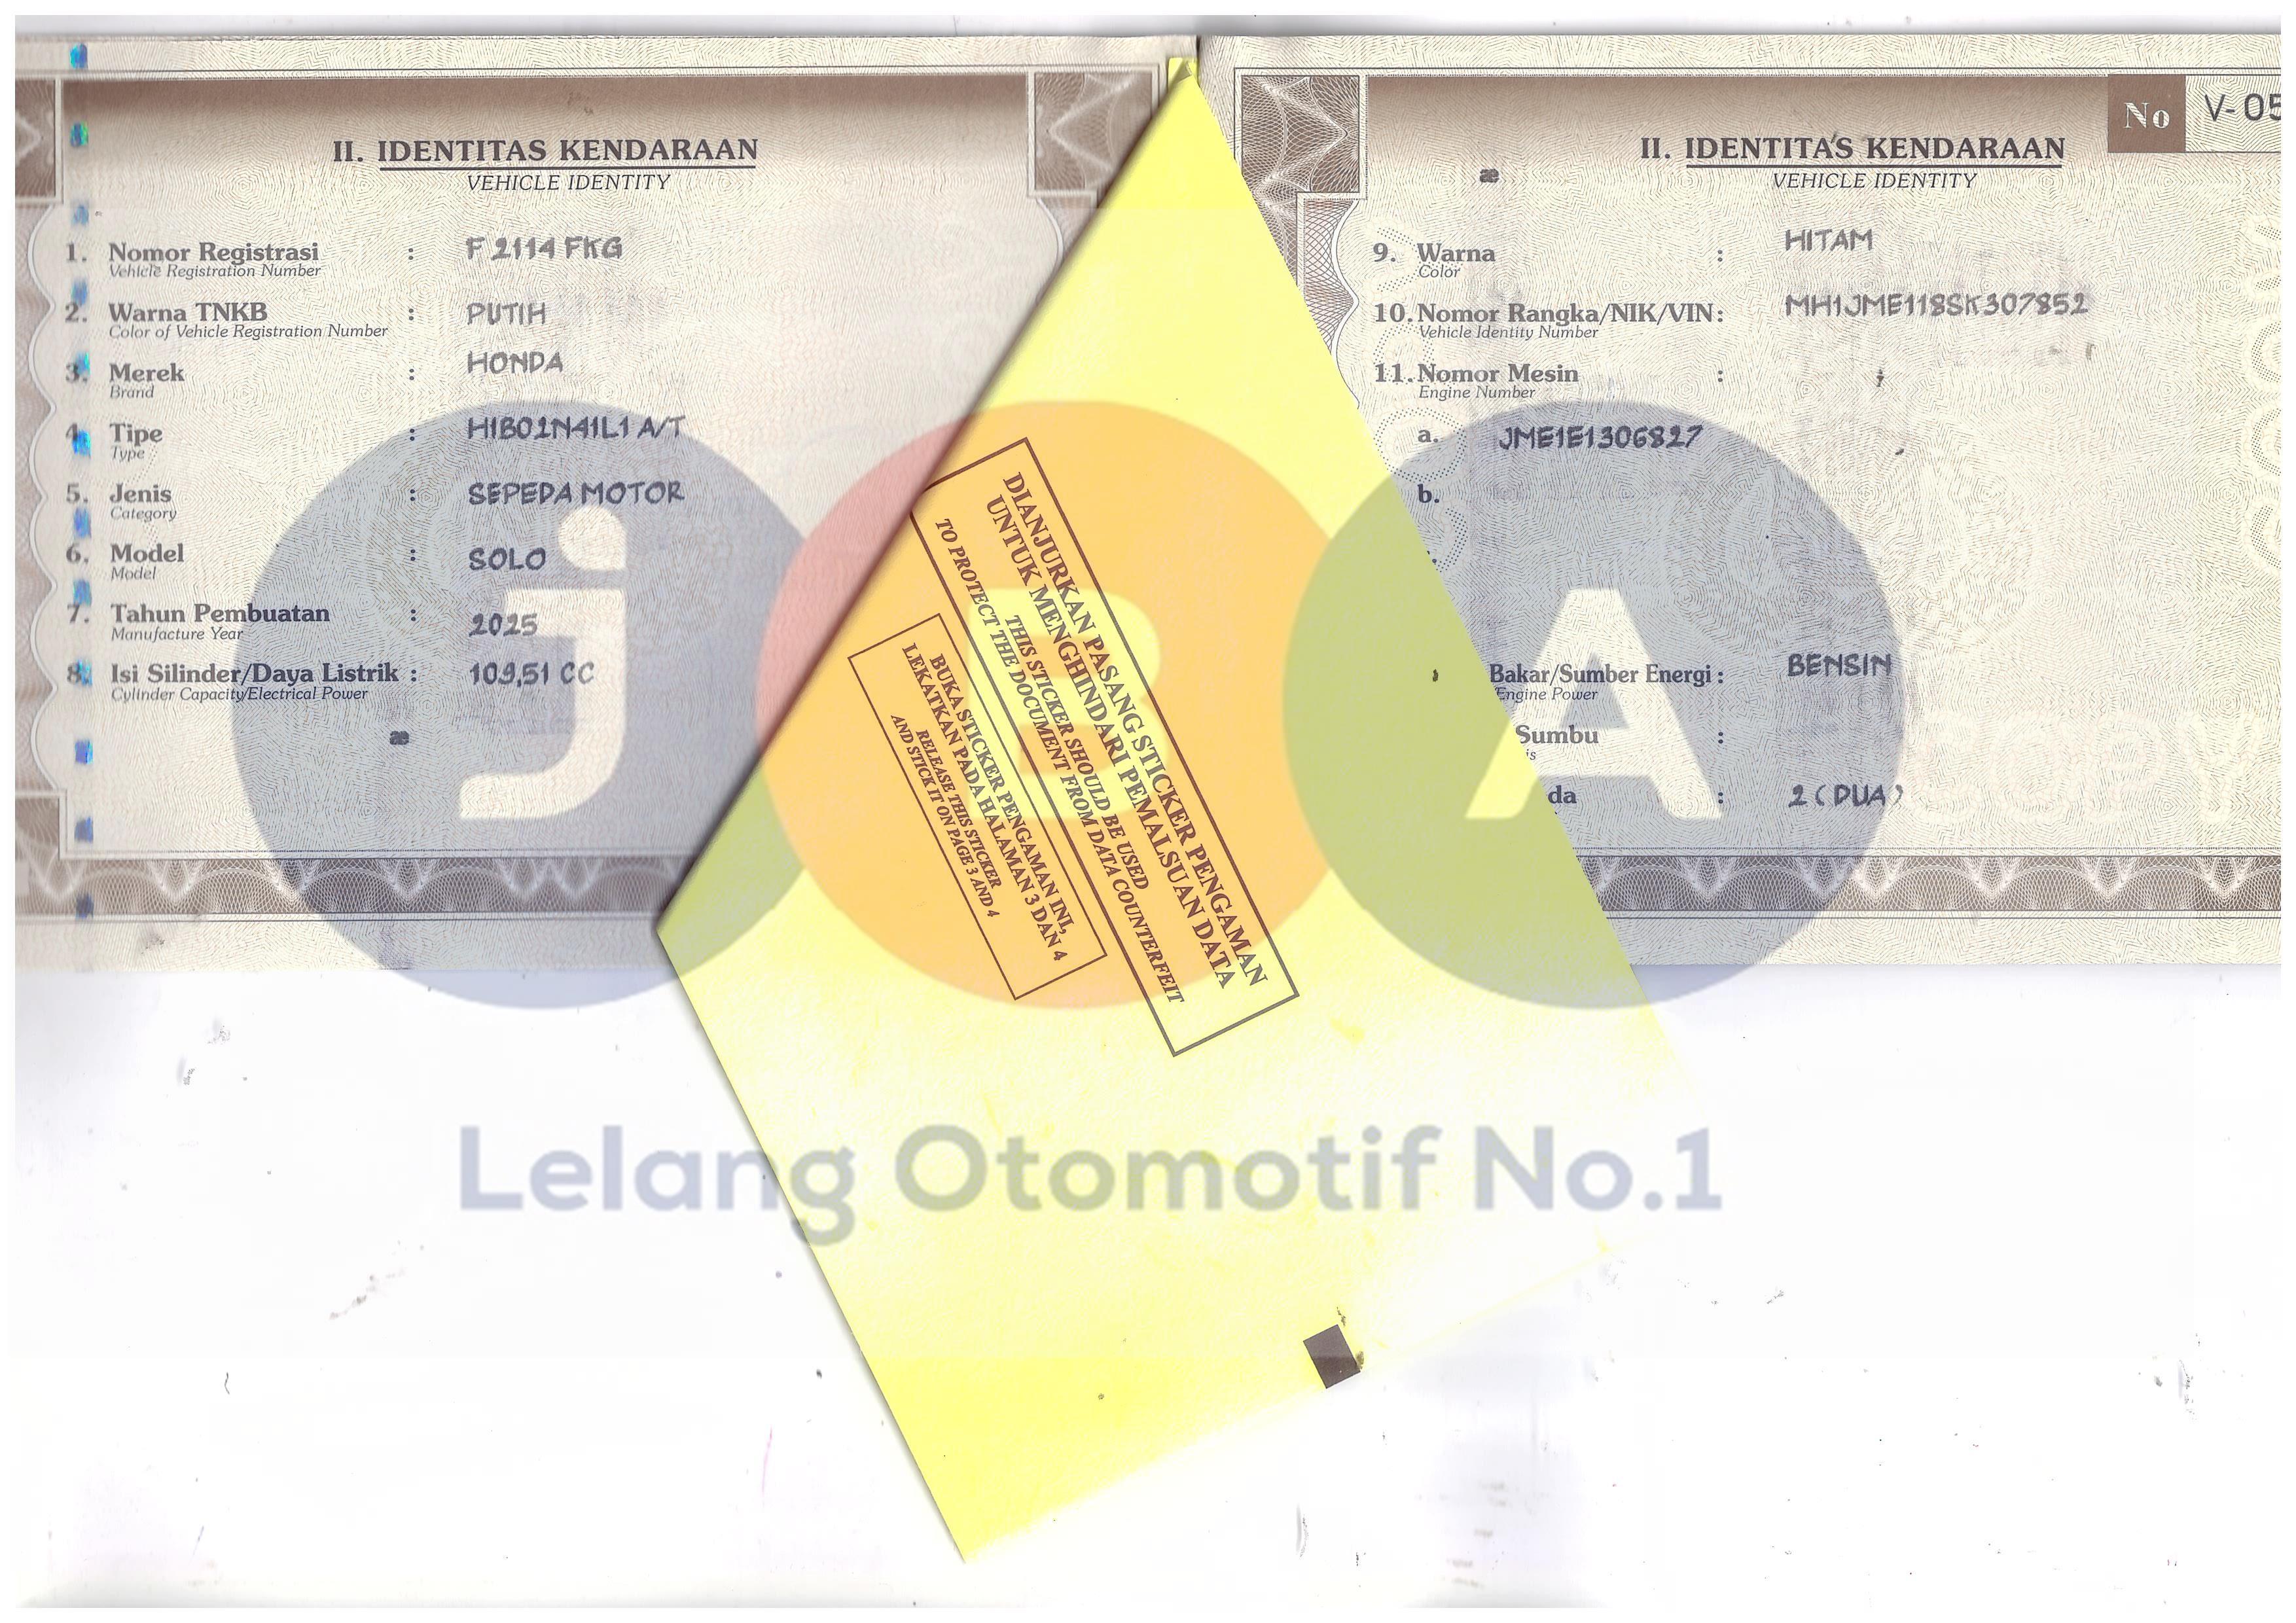 II. IDENTITAS KENDARAAN
VEHICLE IDENTITY
1. Nomor Registrasi : F 2114 FKG
Vehicle Registration Number
2. Warna TNKB : PUTIH
Color of Vehicle Registration Number
3. Merek : HONDA
Brand
4. Tipe : H1B02N41L1 A/T
Type
5. Jenis : SEPEDA MOTOR
Category
6. Model : SOLO
Model
7. Tahun Pembuatan : 2025
Manufacture Year
8. Isi Silinder/Daya Listrik : 109,51 CC
Cylinder Capacity/Electrical Power
DIANJURKAN PASANG STICKER PENGAMAN
UNTUK MENGHINDARI PEMALSUAN DATA
THIS STICKER SHOULD BE USED
TO PROTECT THE DOCUMENT FROM DATA COUNTERFEIT
BUKA STICKER PENGAMAN INI,
LEKATKAN PADA HALAMAN 3 DAN 4
RELEASE THIS STICKER
AND STICK IT ON PAGE 3 AND 4
No V-05
II. IDENTITAS KENDARAAN
VEHICLE IDENTITY
9. Warna : HITAM
Color
10. Nomor Rangka/NIK/VIN : MH1JME118SK307852
Vehicle Identity Number
11. Nomor Mesin :
Engine Number
a. JME1E1306827
b.
Bakar/Sumber Energi : BENSIN
Engine Power
Sumbu :
is
da : 2 (DUA)
COPY
jBA
Lelang Otomotif No.1